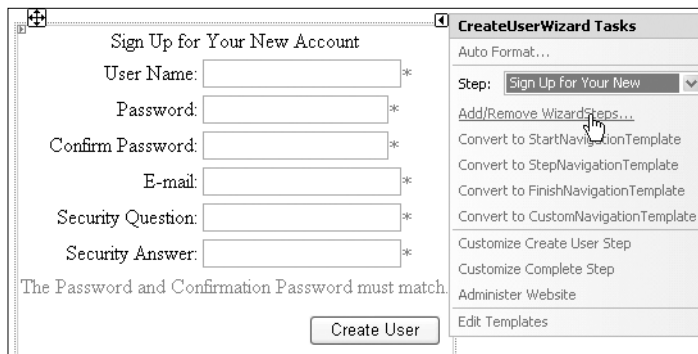 Sign Up for Your New Account
User Name: *
Password: *
Confirm Password: *
E-mail: *
Security Question: *
Security Answer: *
The Password and Confirmation Password must match.
Create User
CreateUserWizard Tasks
Auto Format...
Step: Sign Up for Your New
Add/Remove WizardSteps...
Convert to StartNavigationTemplate
Convert to StepNavigationTemplate
Convert to FinishNavigationTemplate
Convert to CustomNavigationTemplate
Customize Create User Step
Customize Complete Step
Administer Website
Edit Templates